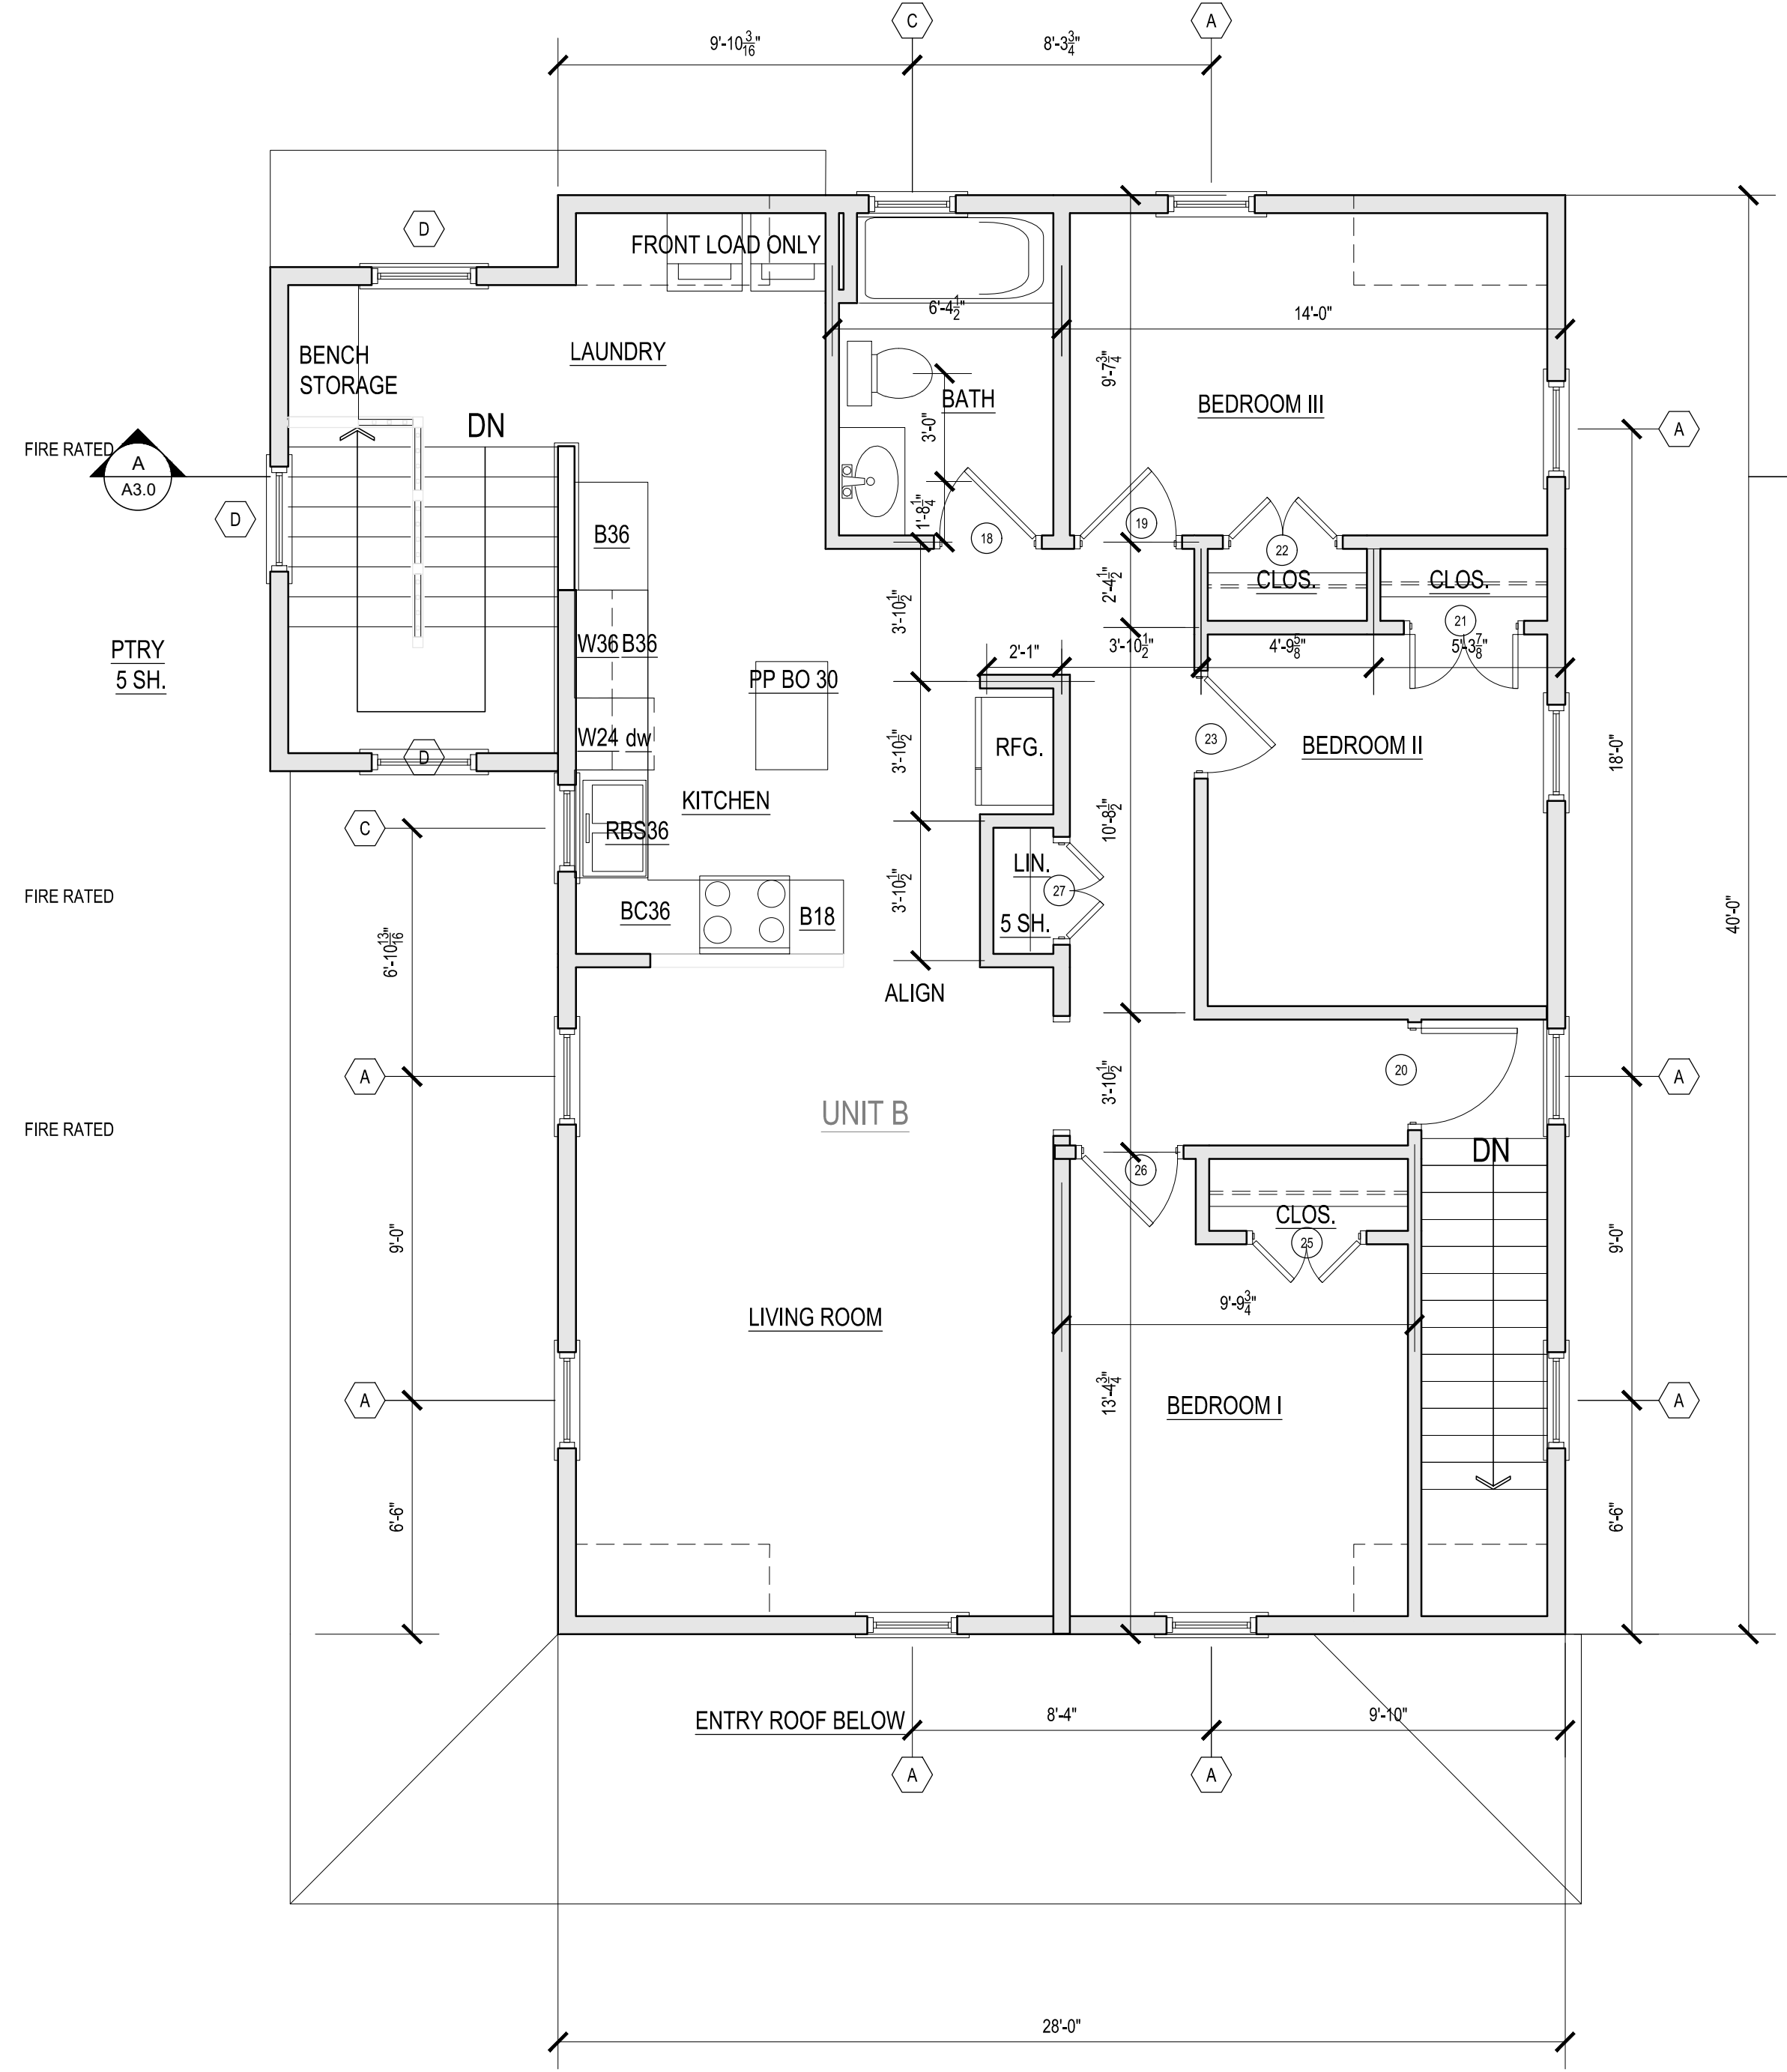 C
A
9'-10 3/16"
8'-3 3/4"
D
FRONT LOAD ONLY
6'-4 1/2"
14'-0"
BENCH
STORAGE
LAUNDRY
9'-7 3/4"
BATH
BEDROOM III
DN
3'-0"
A
FIRE RATED
A
A3.0
D
1'-8 1/4"
B36
18
19
22
CLOS.
CLOS.
2'-4 1/2"
3'-10 1/2"
21
PTRY
5 SH.
W36
B36
2'-1"
3'-10 1/2"
4'-9 5/8"
5'-3 7/8"
PP BO 30
W24
dw
D
3'-10 1/2"
RFG.
23
BEDROOM II
18'-0"
KITCHEN
C
RBS36
10'-8 1/2"
LIN.
27
5 SH.
3'-10 1/2"
FIRE RATED
BC36
B18
40'-0"
6'-10 13/16"
ALIGN
A
3'-10 1/2"
20
A
UNIT B
FIRE RATED
DN
26
CLOS.
25
9'-0"
9'-0"
LIVING ROOM
9'-9 3/4"
13'-4 3/4"
A
BEDROOM I
A
6'-6"
6'-6"
ENTRY ROOF BELOW
8'-4"
9'-10"
A
A
28'-0"